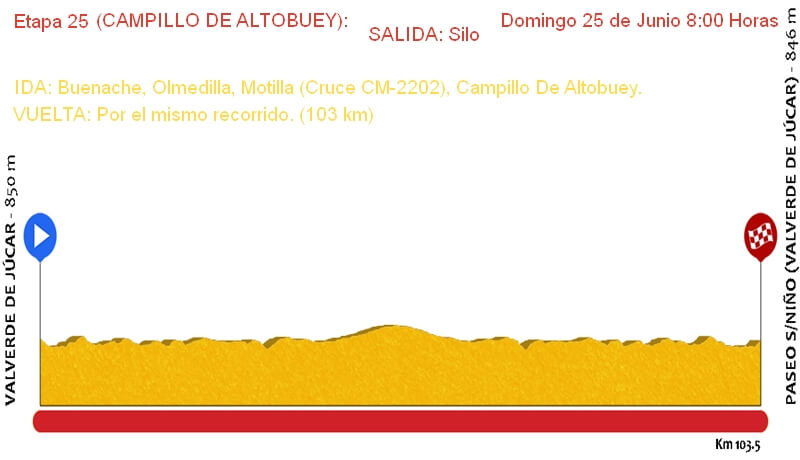 Etapa 25 (CAMPILLO DE ALTOBUEY):
SALIDA: Silo
Domingo 25 de Junio 8:00 Horas
IDA: Buenache, Olmedilla, Motilla (Cruce CM-2202), Campillo De Altobuey.
VUELTA: Por el mismo recorrido. (103 km)
VALVERDE DE JÚCAR - 850 m
PASEO S/NIÑO (VALVERDE DE JÚCAR) - 846 m
Km 103.5